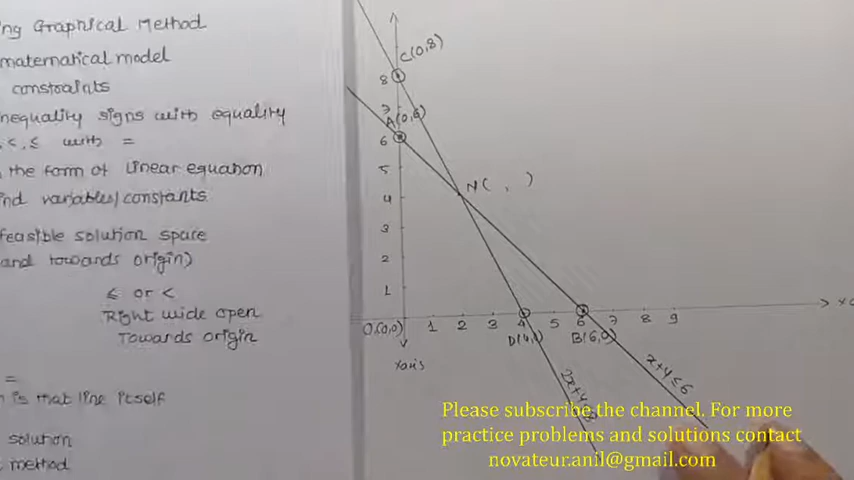 ng Graphical Method
matematical model
constraints
nequality signs with equality
<, ≤ with =
the form of linear equation
ind variables/constants
feasible solution space
and towards origin)
≤ or <
Right wide open
Towards origin
=
is that line itself
solution
method
C(0,8)
8
7
A(0,6)
6
5
N( , )
4
3
2
1
O(0,0) 1 2 3 4 5 6 7 8 9
D(4,0) B(6,0)
x+y≤6
Please subscribe the channel. For more
practice problems and solutions contact
novateur.anil@gmail.com